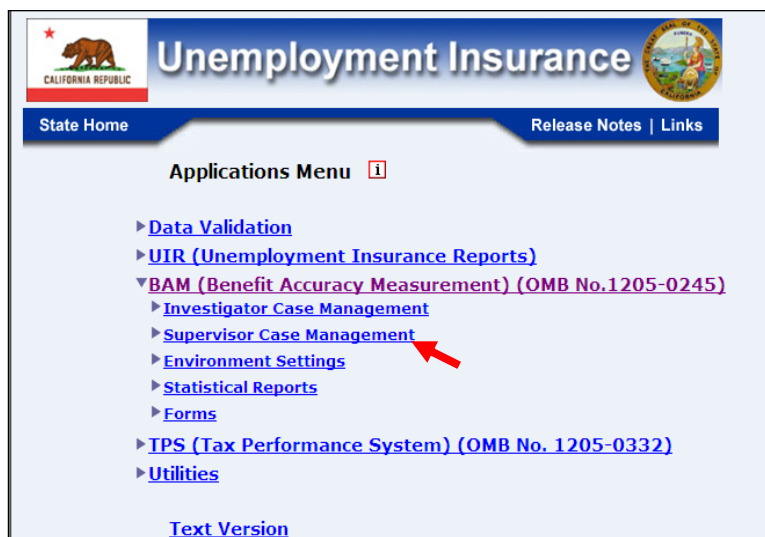 CALIFORNIA REPUBLIC
Unemployment Insurance
State Home
Release Notes | Links
Applications Menu i
Data Validation
UIR (Unemployment Insurance Reports)
BAM (Benefit Accuracy Measurement) (OMB No.1205-0245)
Investigator Case Management
Supervisor Case Management
Environment Settings
Statistical Reports
Forms
TPS (Tax Performance System) (OMB No. 1205-0332)
Utilities
Text Version